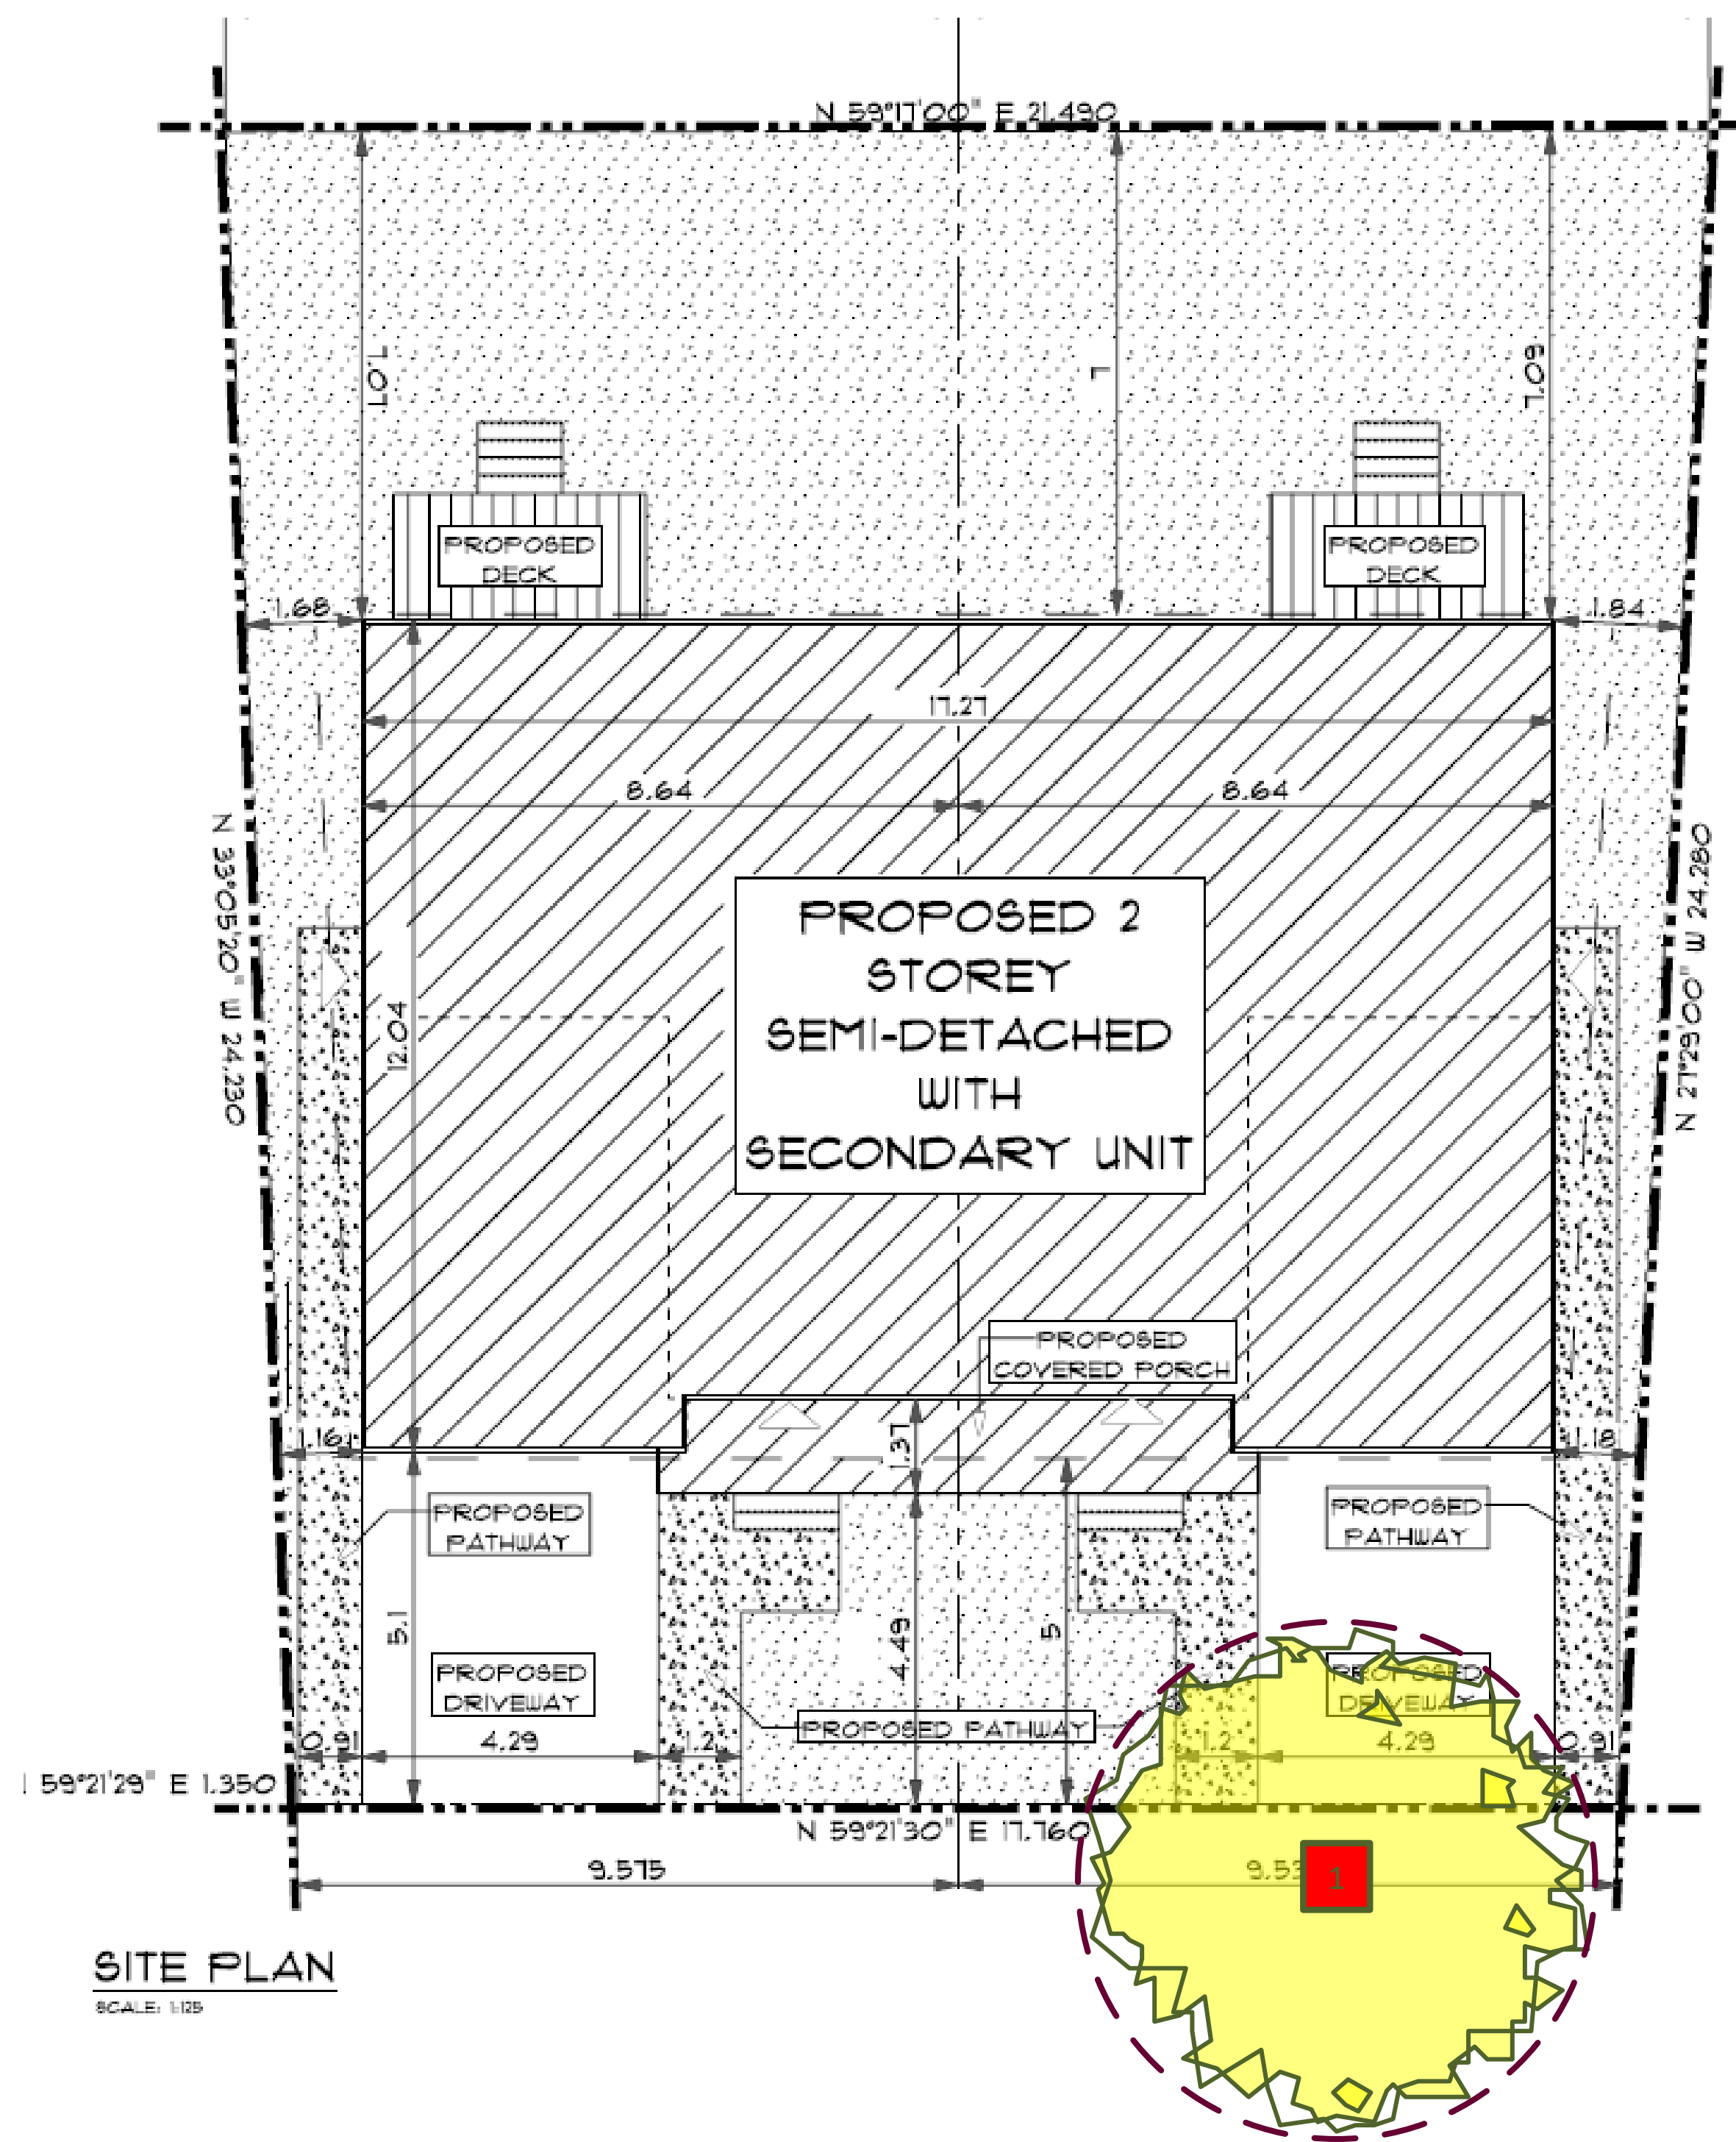 N 59°17'00" E 21.490
7.07
7
7.09
PROPOSED
DECK
PROPOSED
DECK
1.68
1.84
17.27
8.64
8.64
N 33°05'20" W 24.230
N 27°29'00" W 24.280
12.04
PROPOSED 2
STOREY
SEMI-DETACHED
WITH
SECONDARY UNIT
PROPOSED
COVERED PORCH
1.16
1.37
1.18
PROPOSED
PATHWAY
PROPOSED
PATHWAY
5.1
4.49
5
PROPOSED
DRIVEWAY
PROPOSED
DRIVEWAY
PROPOSED PATHWAY
0.91
4.29
1.2
1.2
4.29
0.91
59°21'29" E 1.350
N 59°21'30" E 17.760
9.575
9.53
1
SITE PLAN
SCALE: 1:125